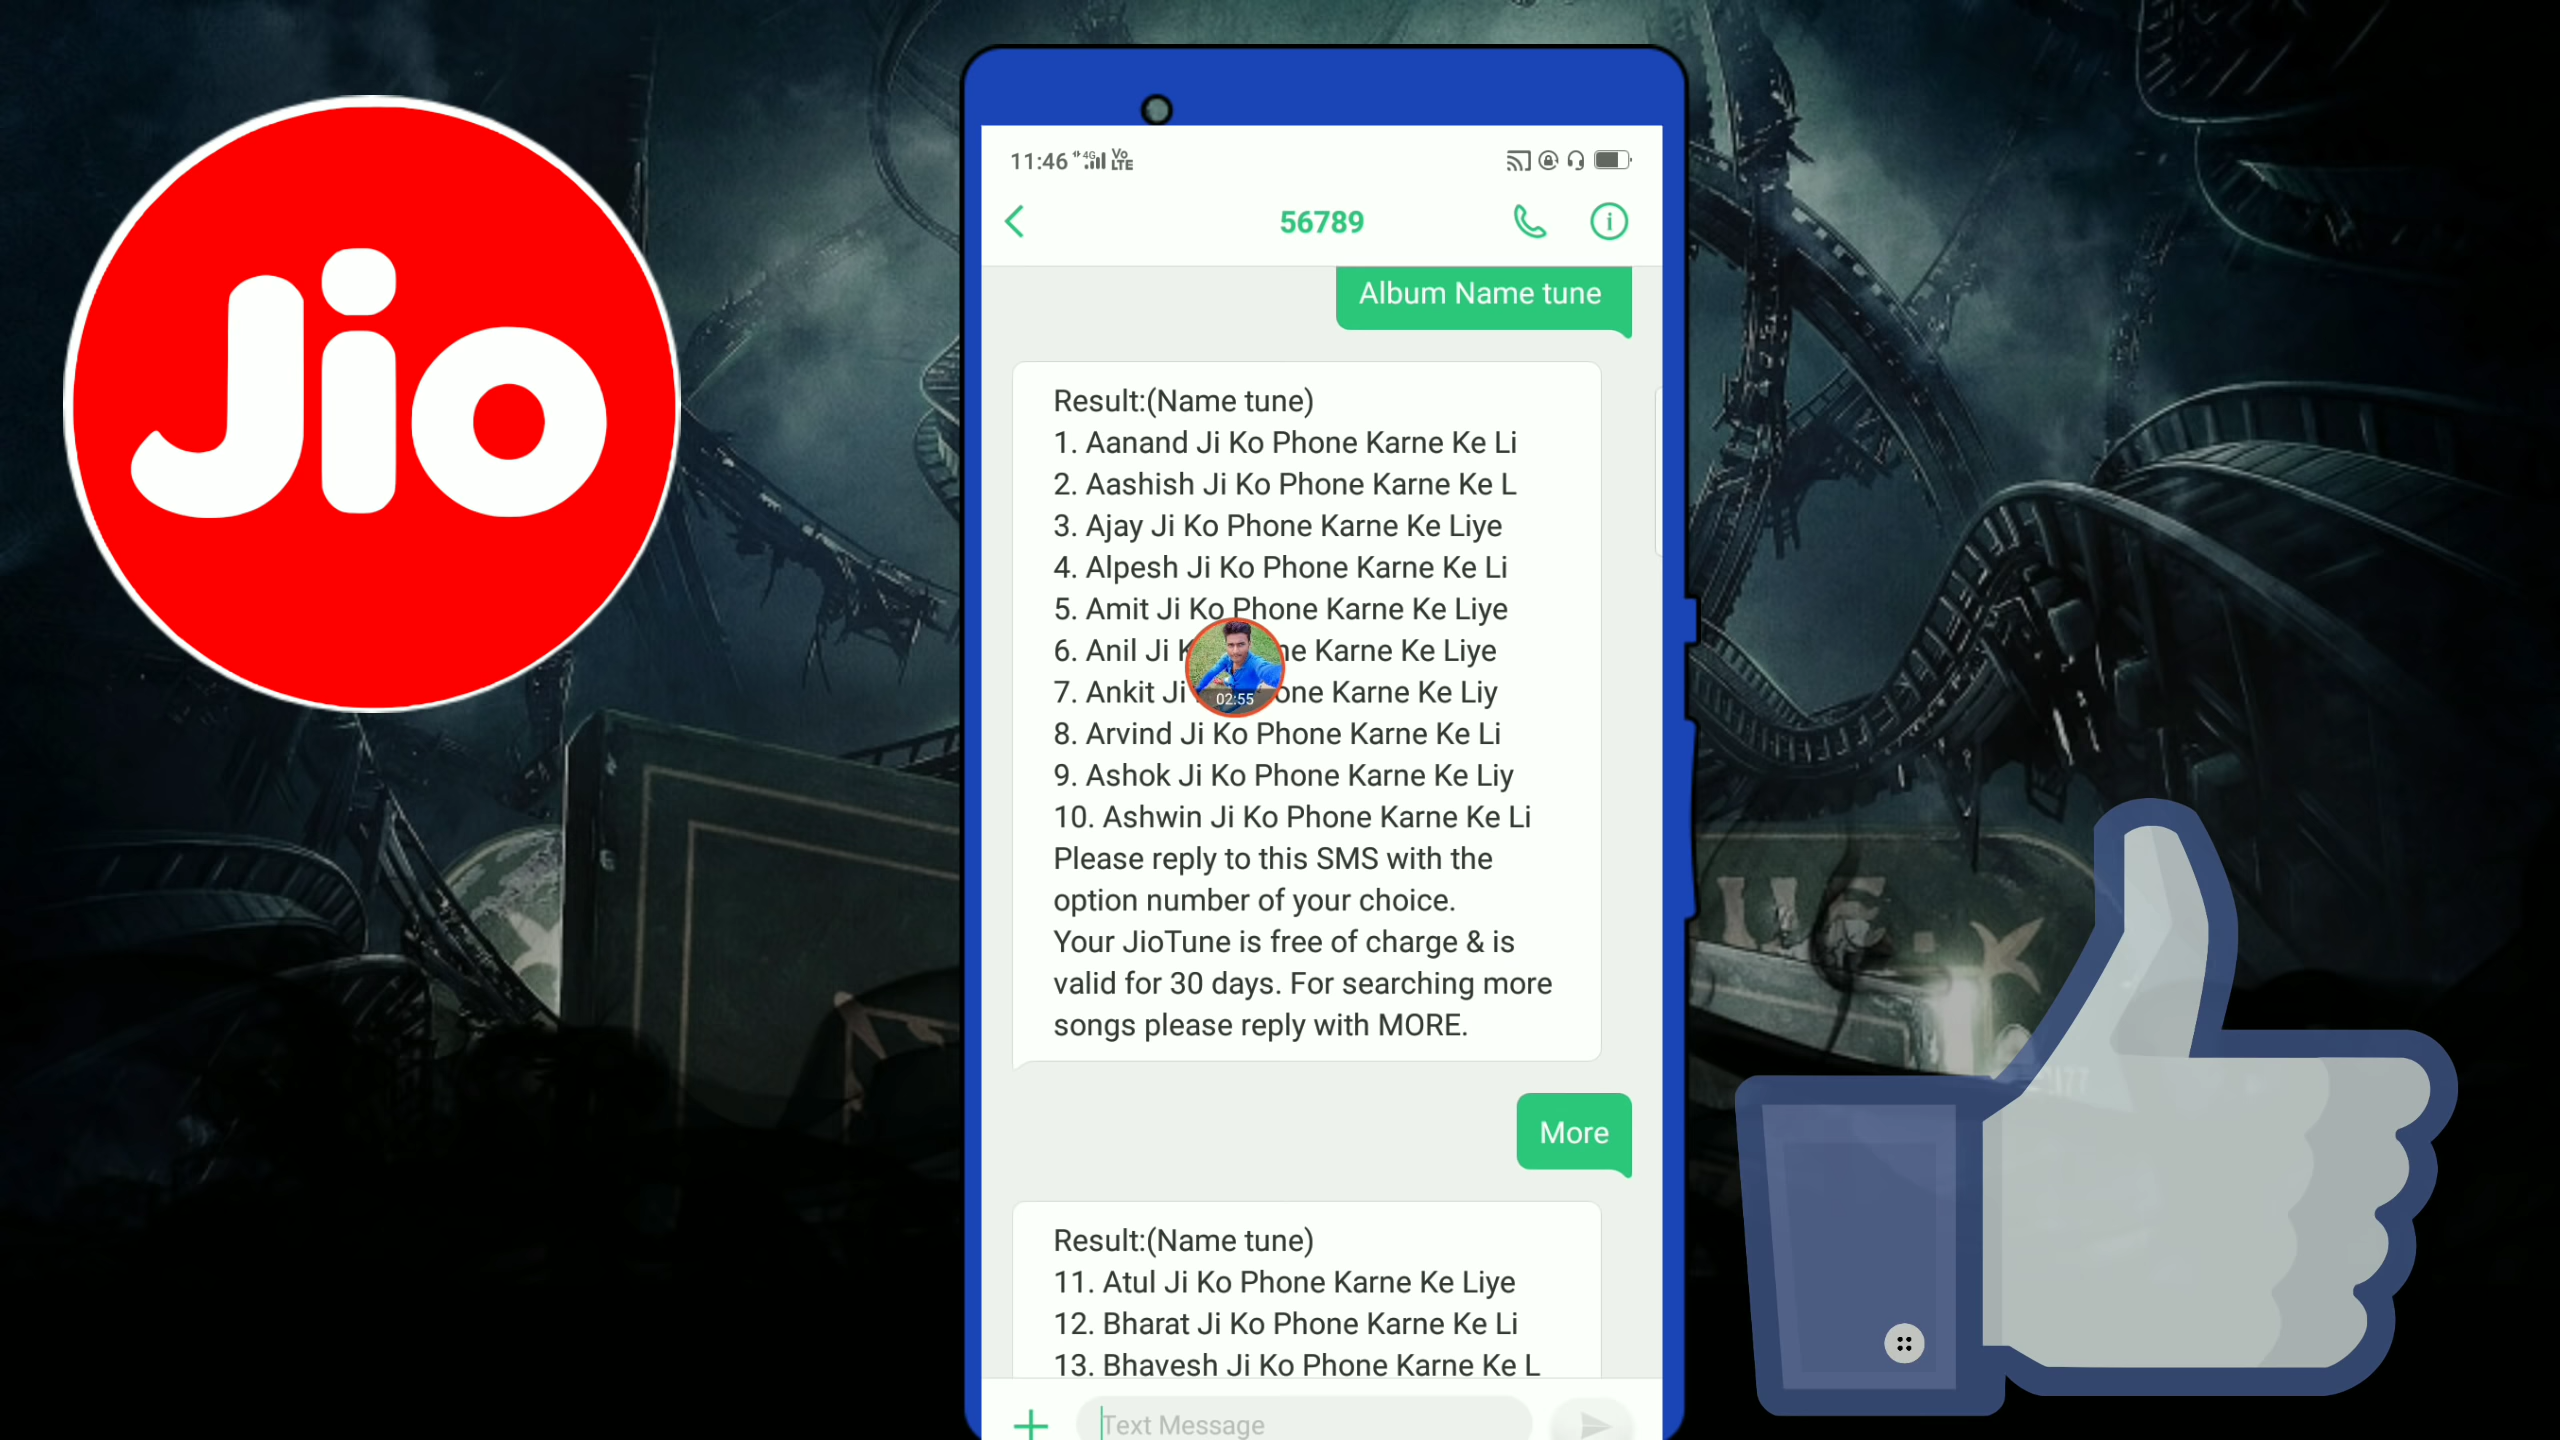 Jio
11:46 4G Vo LTE
56789
Album Name tune
Result:(Name tune)
1. Aanand Ji Ko Phone Karne Ke Li
2. Aashish Ji Ko Phone Karne Ke L
3. Ajay Ji Ko Phone Karne Ke Liye
4. Alpesh Ji Ko Phone Karne Ke Li
5. Amit Ji Ko Phone Karne Ke Liye
6. Anil Ji K ne Karne Ke Liye
7. Ankit Ji one Karne Ke Liy
02:55
8. Arvind Ji Ko Phone Karne Ke Li
9. Ashok Ji Ko Phone Karne Ke Liy
10. Ashwin Ji Ko Phone Karne Ke Li
Please reply to this SMS with the
option number of your choice.
Your JioTune is free of charge & is
valid for 30 days. For searching more
songs please reply with MORE.
More
Result:(Name tune)
11. Atul Ji Ko Phone Karne Ke Liye
12. Bharat Ji Ko Phone Karne Ke Li
13. Bhavesh Ji Ko Phone Karne Ke L
Text Message